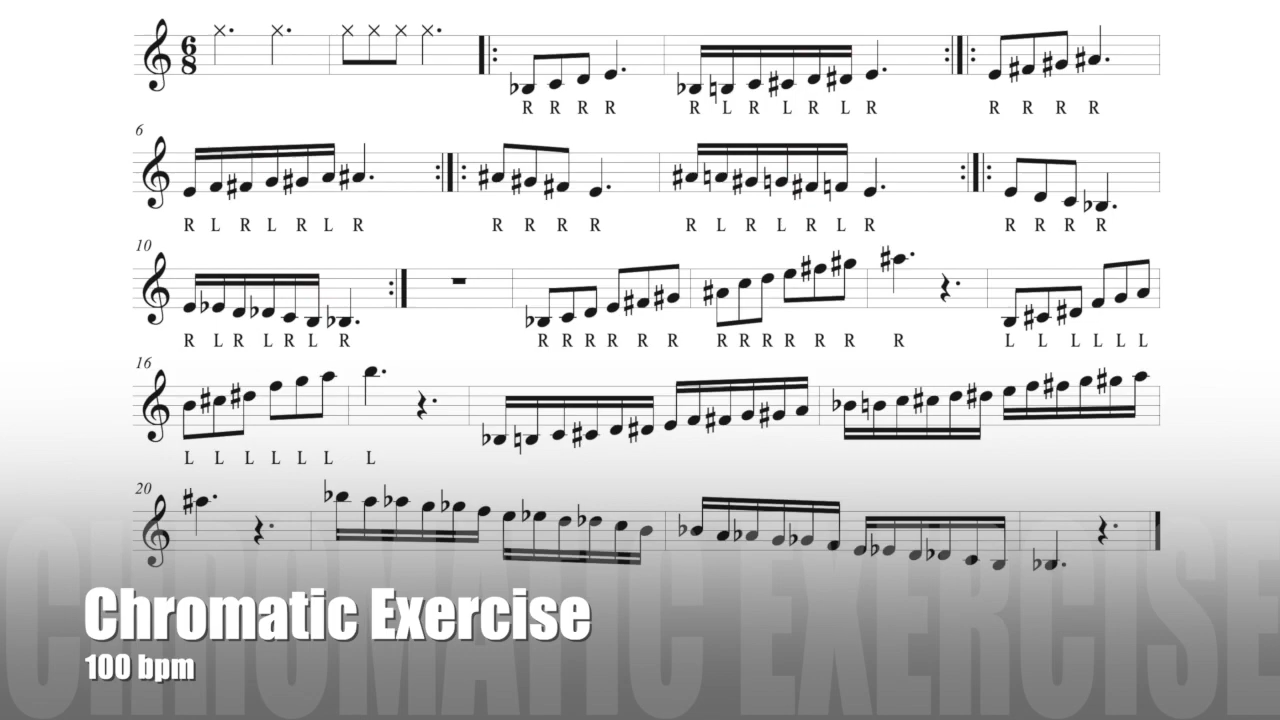 6
8
R R R R R L R L R L R R R R R
6
R L R L R L R R R R R R L R L R L R R R R R
10
R L R L R L R R R R R R R R R R R R R R L L L L L L
16
L L L L L L L
20
CHROMATIC EXERCISE
Chromatic Exercise
100 bpm